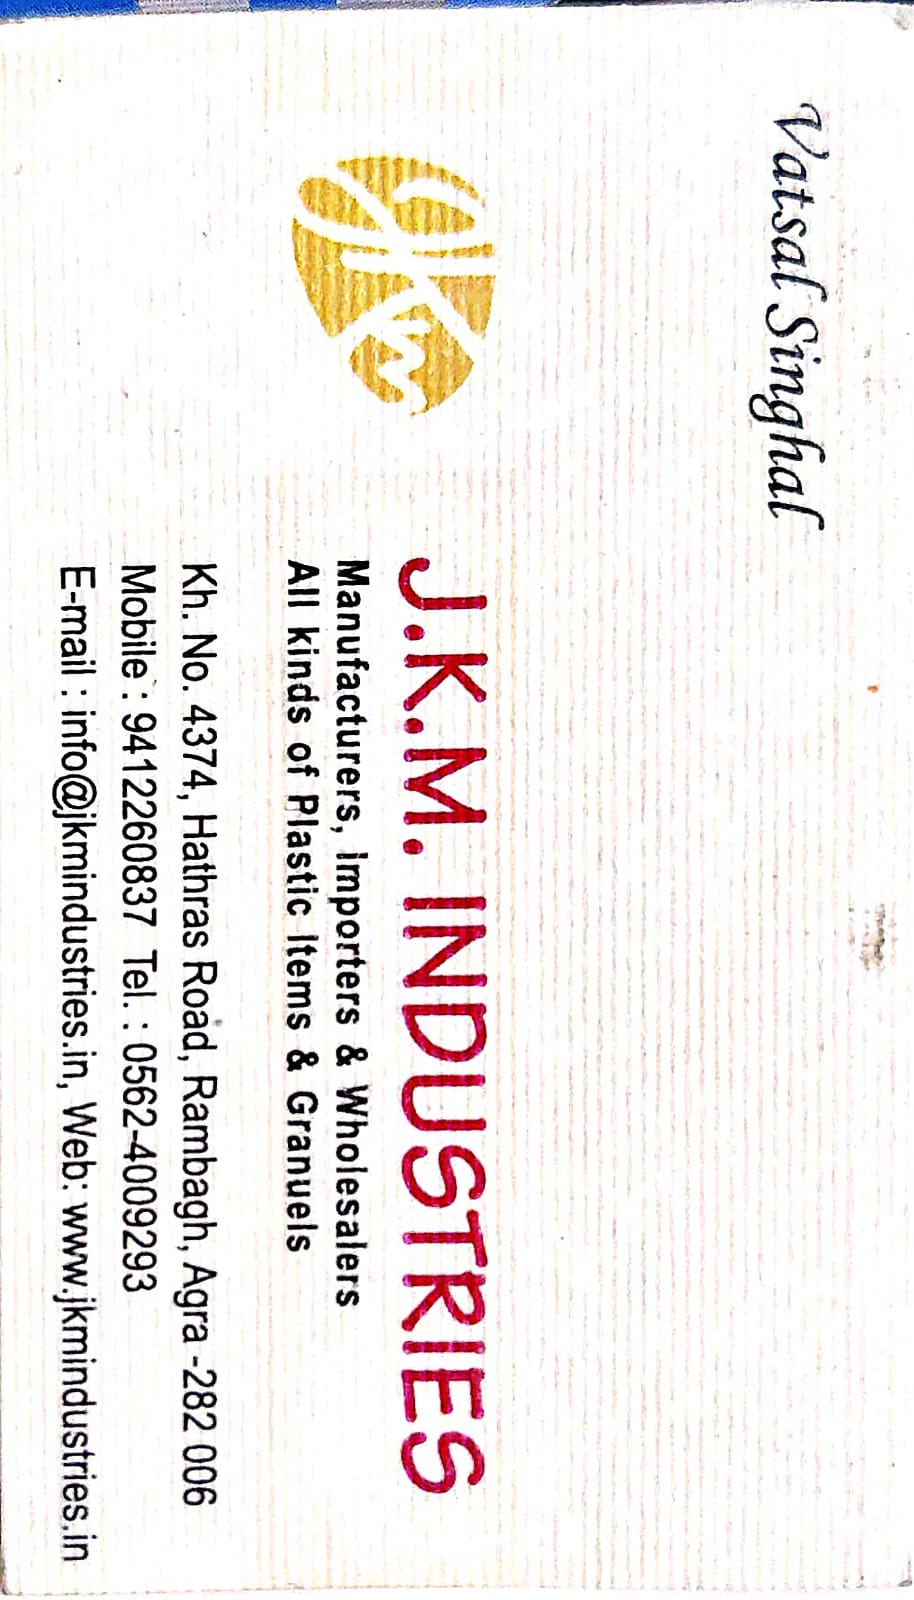 Vatsal Singhal
JKm
J.K.M. INDUSTRIES
Manufacturers, Importers & Wholesalers
All kinds of Plastic Items & Granuels
Kh. No. 4374, Hathras Road, Rambagh, Agra -282 006
Mobile : 9412260837 Tel. : 0562-4009293
E-mail : info@jkmindustries.in, Web: www.jkmindustries.in